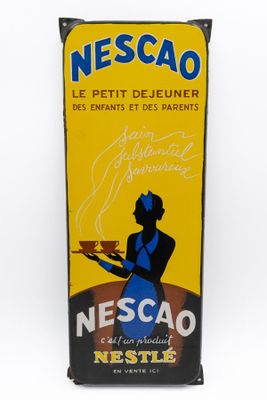 NESCAO
LE PETIT DEJEUNER
DES ENFANTS ET DES PARENTS
sain
substantiel
savoureux
NESCAO
c'est un produit
NESTLÉ
EN VENTE ICI